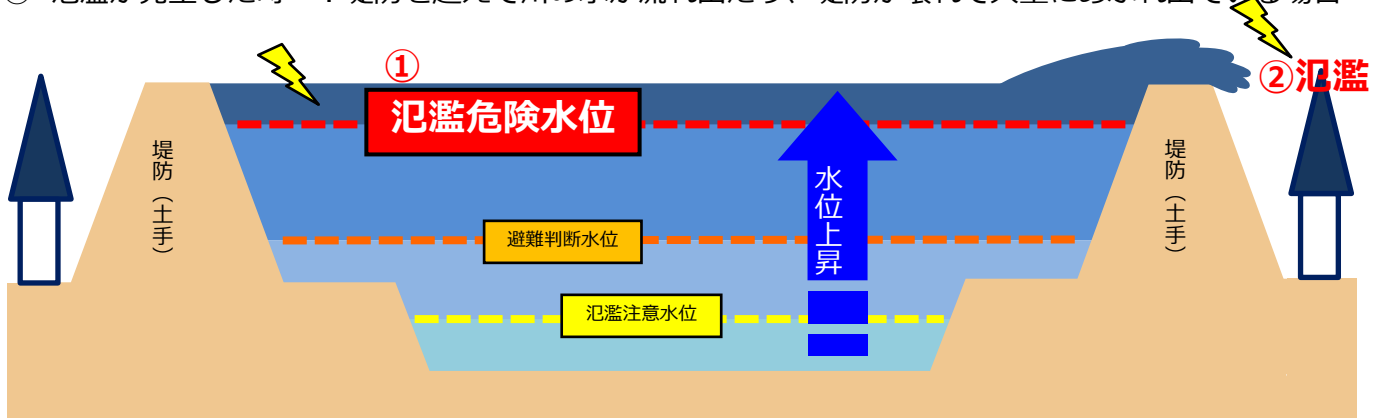 ①
氾濫危険水位
②氾濫
堤防（土手）
水位上昇
堤防（土手）
避難判断水位
氾濫注意水位